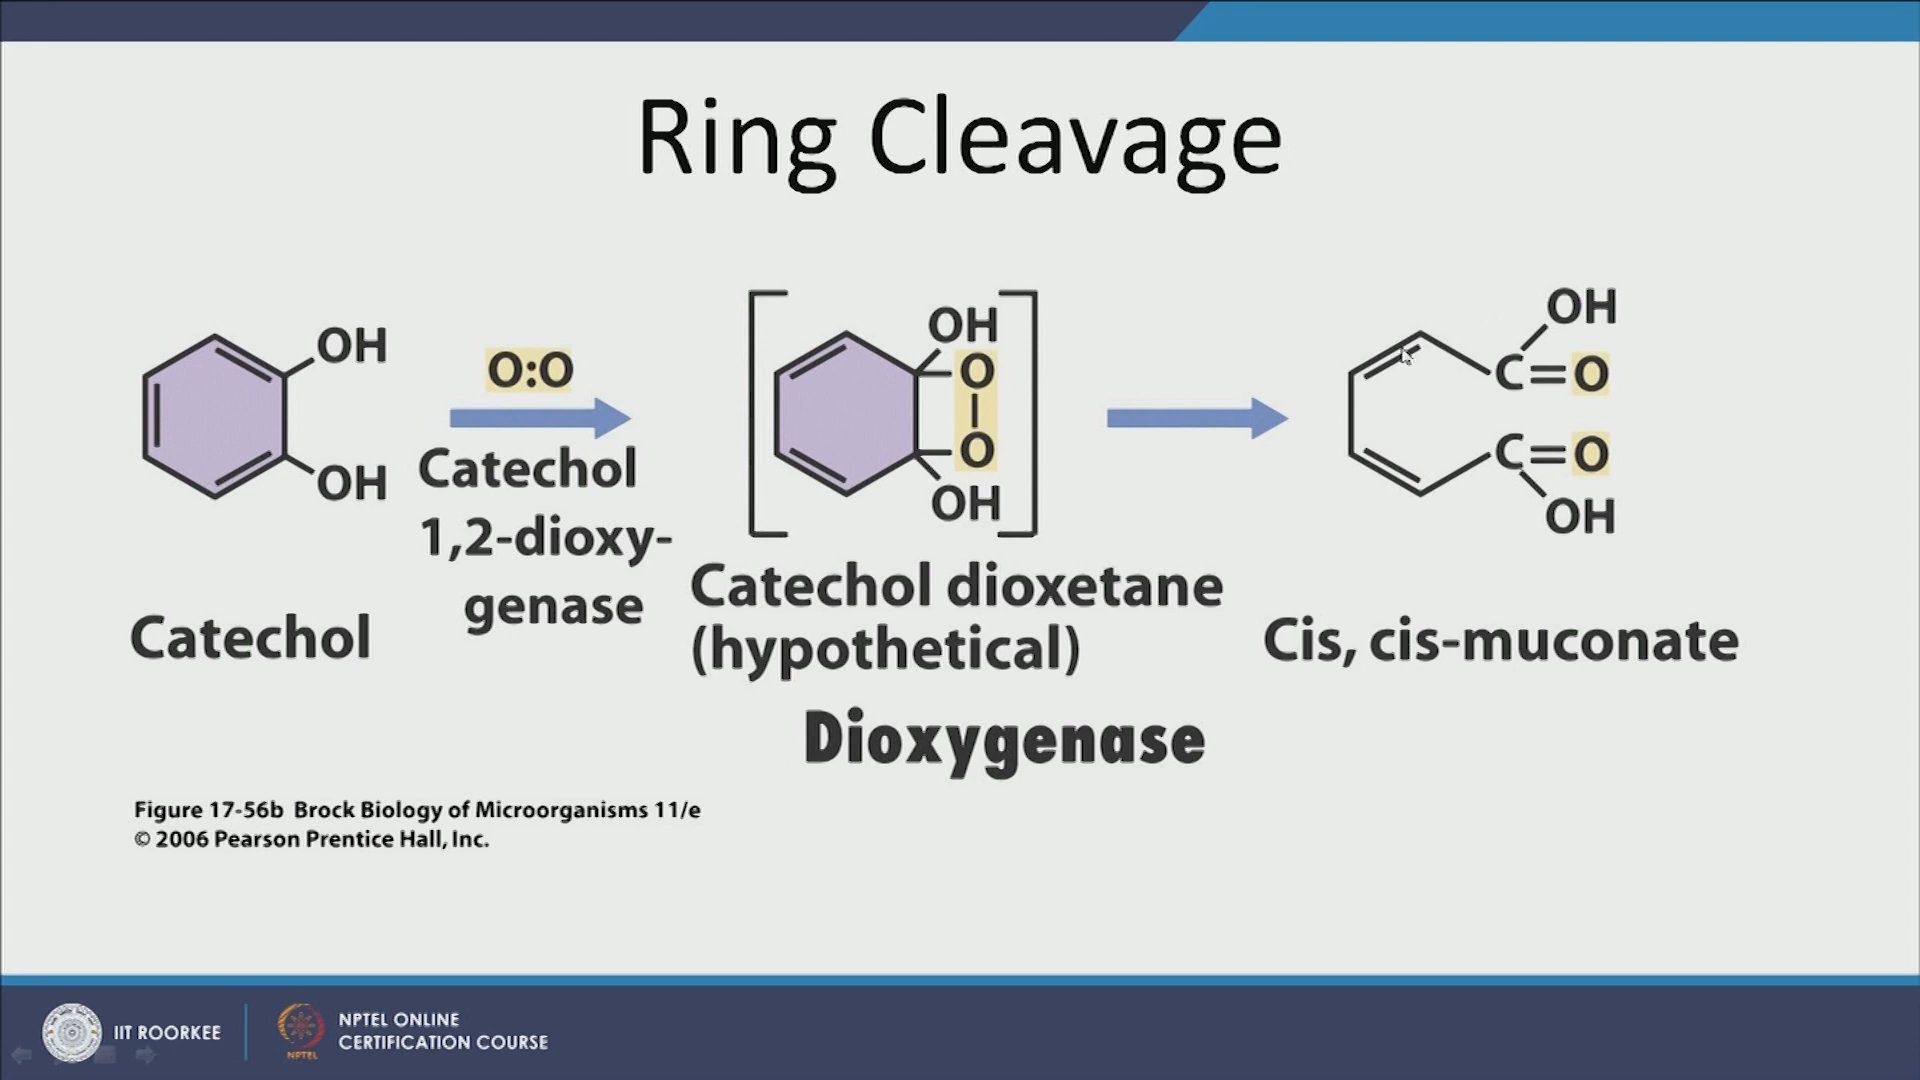 Ring Cleavage
OH
OH
Catechol
O:O
Catechol
1,2-dioxy-
genase
OH
O
O
OH
Catechol dioxetane
(hypothetical)
OH
C=O
C=O
OH
Cis, cis-muconate
Dioxygenase
Figure 17-56b Brock Biology of Microorganisms 11/e
© 2006 Pearson Prentice Hall, Inc.
IIT ROORKEE
NPTEL
NPTEL ONLINE
CERTIFICATION COURSE